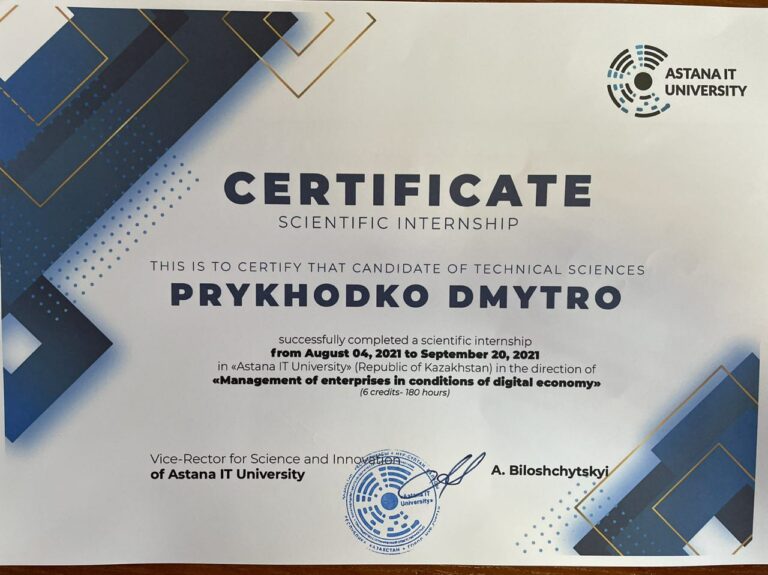 ASTANA IT
UNIVERSITY
CERTIFICATE
SCIENTIFIC INTERNSHIP
THIS IS TO CERTIFY THAT CANDIDATE OF TECHNICAL SCIENCES
PRYKHODKO DMYTRO
successfully completed a scientific internship
from August 04, 2021 to September 20, 2021
in «Astana IT University» (Republic of Kazakhstan) in the direction of
«Management of enterprises in conditions of digital economy»
(6 credits- 180 hours)
Vice-Rector for Science and Innovation
of Astana IT University
A. Biloshchytskyi
Astana IT
University»